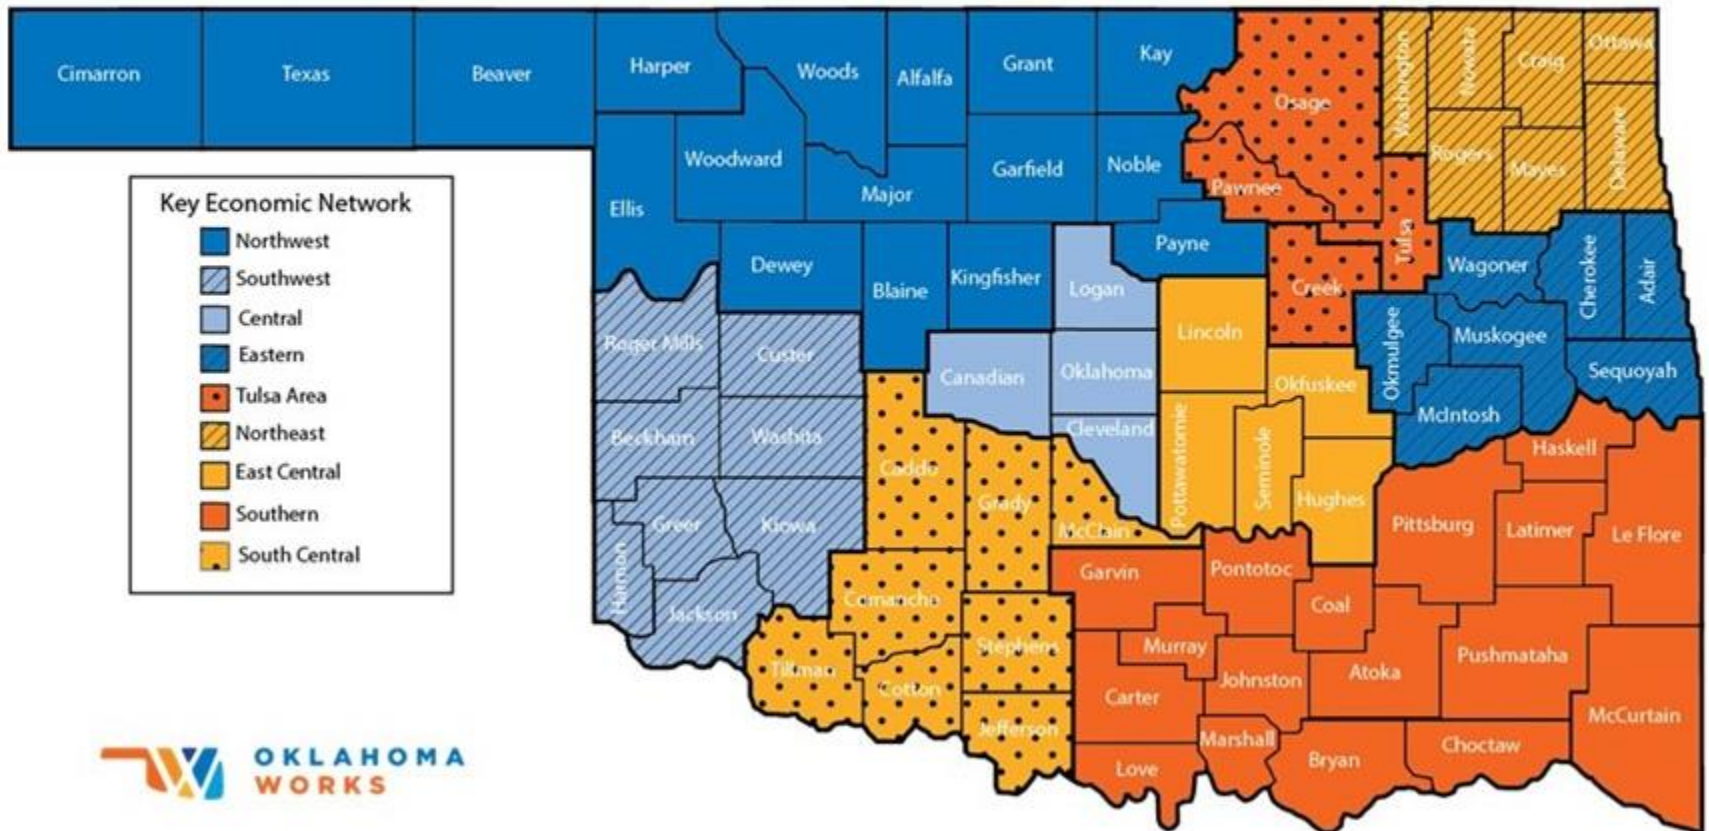 Cimarron
Texas
Beaver
Harper
Woods
Alfalfa
Grant
Kay
Osage
Washington
Nowata
Craig
Ottawa
Woodward
Ellis
Major
Garfield
Noble
Pawnee
Rogers
Mayes
Delaware
Tulsa
Dewey
Blaine
Kingfisher
Logan
Payne
Creek
Wagoner
Cherokee
Adair
Roger Mills
Custer
Canadian
Oklahoma
Lincoln
Okfuskee
Okmulgee
Muskogee
Sequoyah
Beckham
Washita
Caddo
Cleveland
Pottawatomie
Seminole
Hughes
McIntosh
Haskell
Harmon
Greer
Kiowa
Grady
McClain
Pittsburg
Latimer
Le Flore
Jackson
Comanche
Garvin
Pontotoc
Coal
Tillman
Cotton
Stephens
Murray
Johnston
Atoka
Pushmataha
Jefferson
Carter
Love
Marshall
Bryan
Choctaw
McCurtain
Key Economic Network
Northwest
Southwest
Central
Eastern
Tulsa Area
Northeast
East Central
Southern
South Central
OKLAHOMA
WORKS